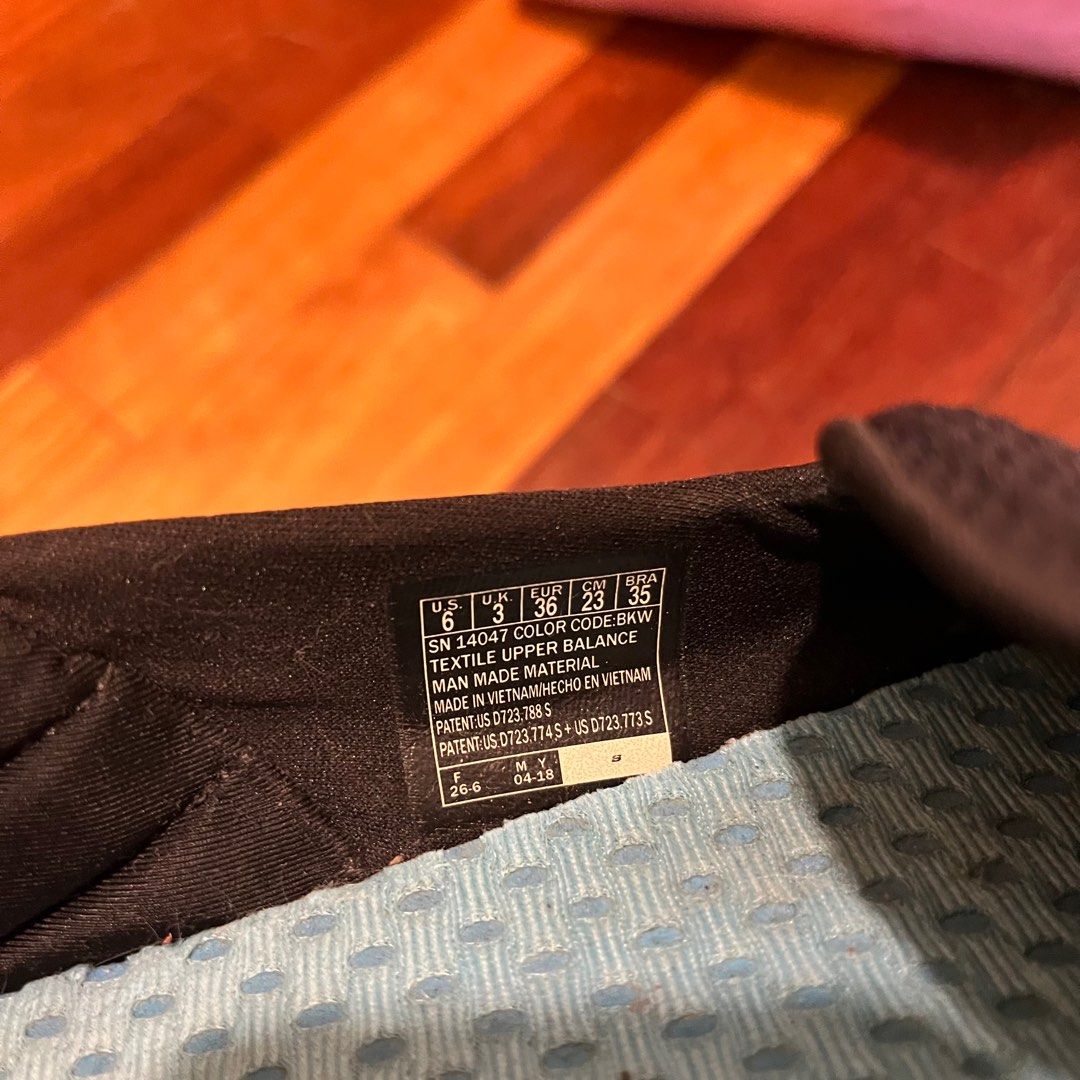 U.S. U.K. EUR CM BRA
6 3 36 23 35
SN 14047 COLOR CODE:BKW
TEXTILE UPPER BALANCE
MAN MADE MATERIAL
MADE IN VIETNAM/HECHO EN VIETNAM
PATENT:US D723,788 S
PATENT:US D723,774 S + US D723,773 S
F M Y
26-6 04-18 S